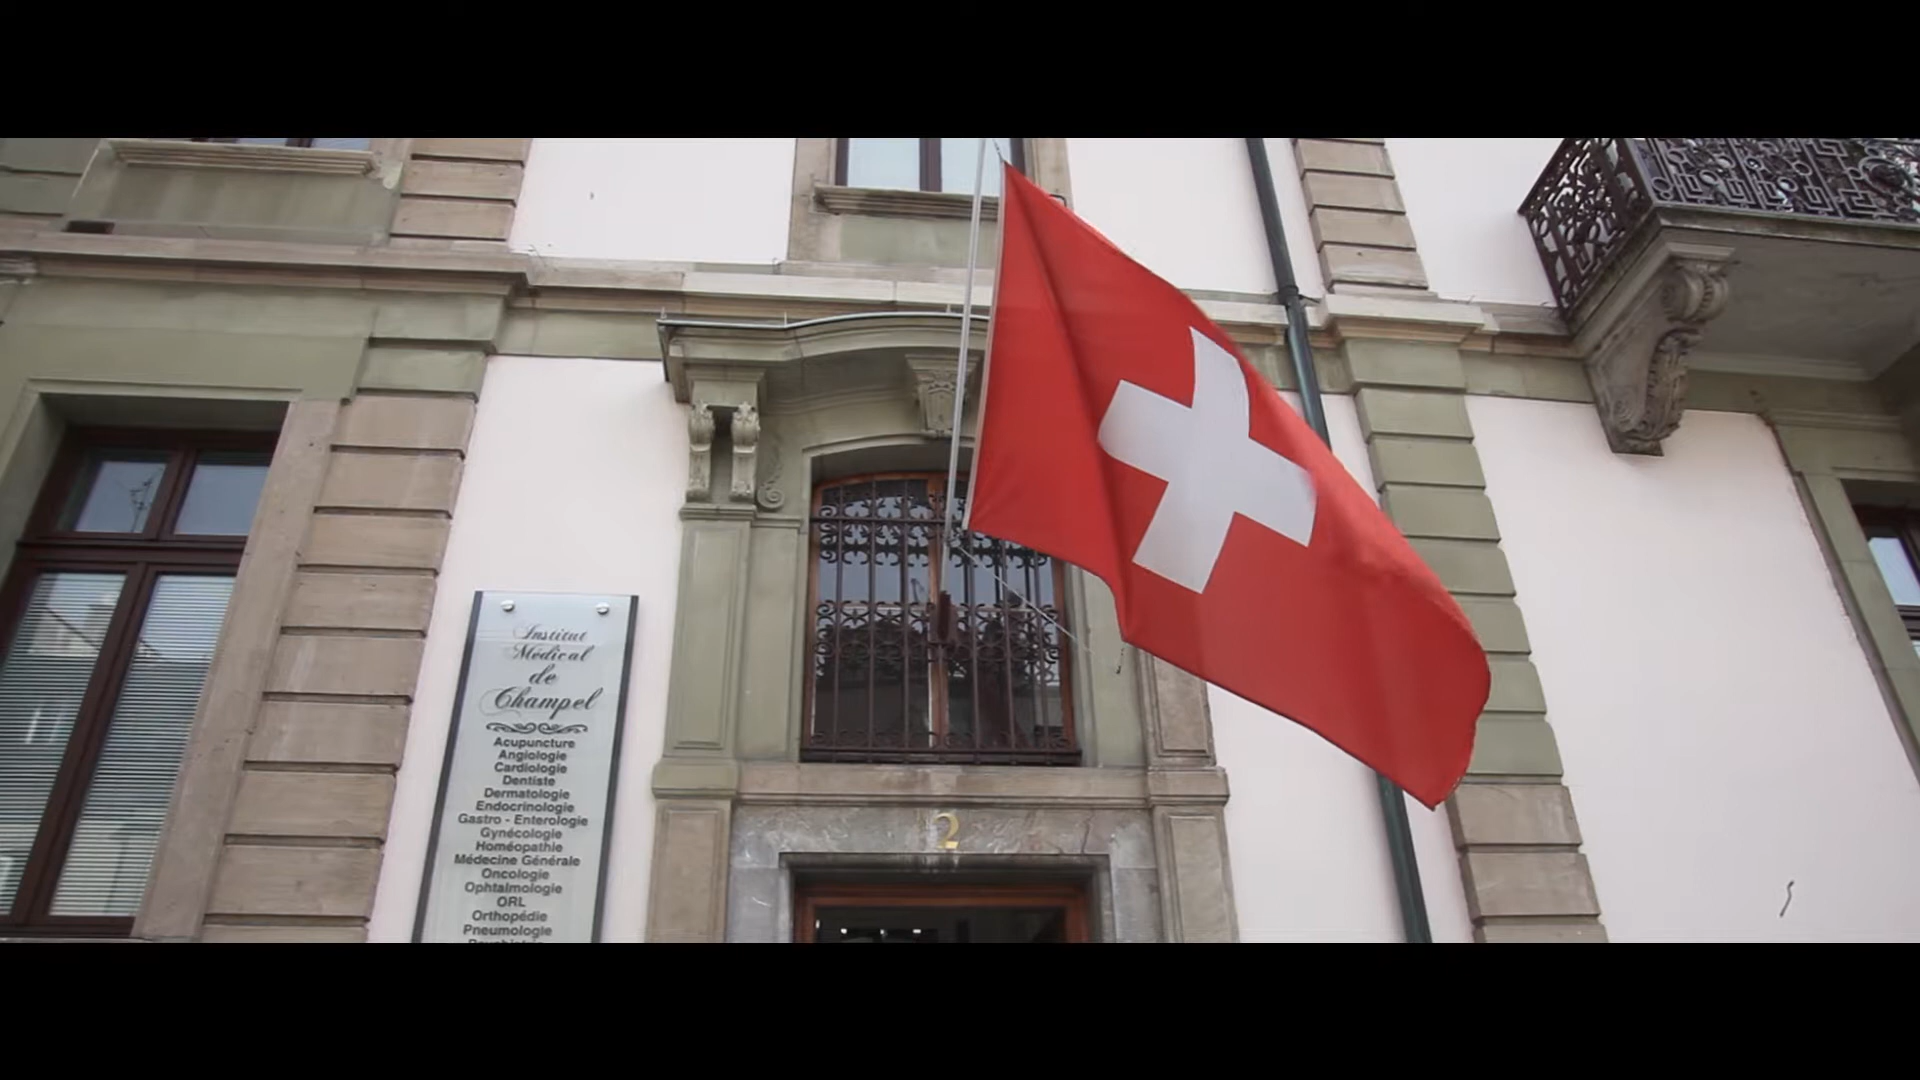 Institut
Médical
de
Champel
Acupuncture
Angiologie
Cardiologie
Dentiste
Dermatologie
Endocrinologie
Gastro - Enterologie
Gynécologie
Homéopathie
Médecine Générale
Oncologie
Ophtalmologie
ORL
Orthopédie
Pneumologie
2